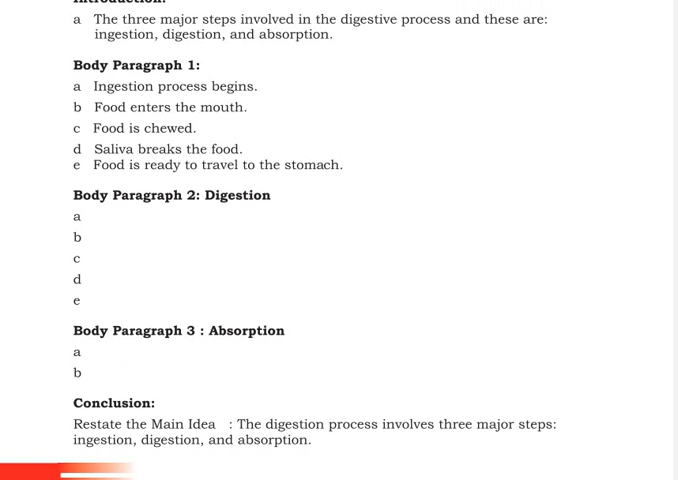 Introduction:
a The three major steps involved in the digestive process and these are:
ingestion, digestion, and absorption.
Body Paragraph 1:
a Ingestion process begins.
b Food enters the mouth.
c Food is chewed.
d Saliva breaks the food.
e Food is ready to travel to the stomach.
Body Paragraph 2: Digestion
a
b
c
d
e
Body Paragraph 3 : Absorption
a
b
Conclusion:
Restate the Main Idea : The digestion process involves three major steps:
ingestion, digestion, and absorption.